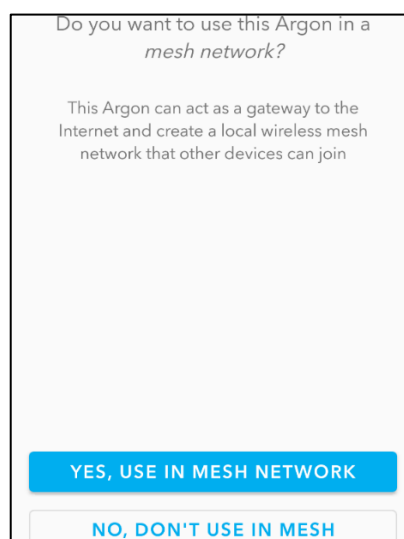 Do you want to use this Argon in a
mesh network?
This Argon can act as a gateway to the
Internet and create a local wireless mesh
network that other devices can join
YES, USE IN MESH NETWORK
NO, DON'T USE IN MESH